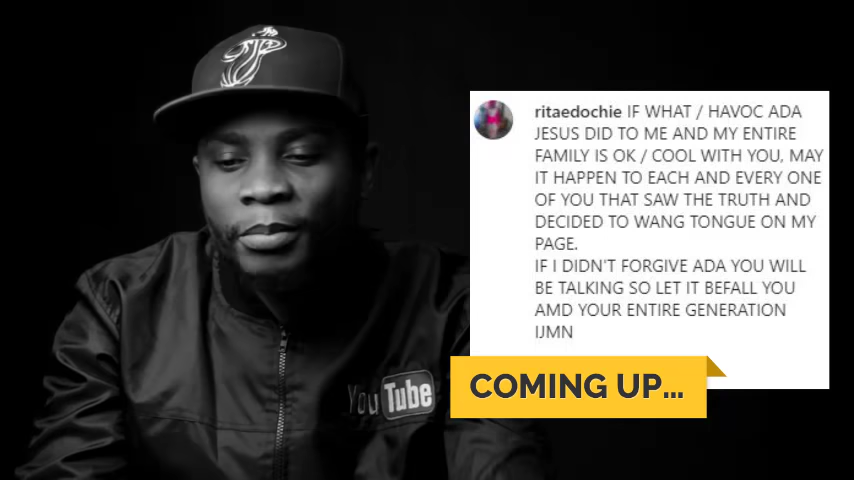 ritaedochie IF WHAT / HAVOC ADA
JESUS DID TO ME AND MY ENTIRE
FAMILY IS OK / COOL WITH YOU, MAY
IT HAPPEN TO EACH AND EVERY ONE
OF YOU THAT SAW THE TRUTH AND
DECIDED TO WANG TONGUE ON MY
PAGE.
IF I DIDN'T FORGIVE ADA YOU WILL
BE TALKING SO LET IT BEFALL YOU
AMD YOUR ENTIRE GENERATION
IJMN
COMING UP...
YouTube